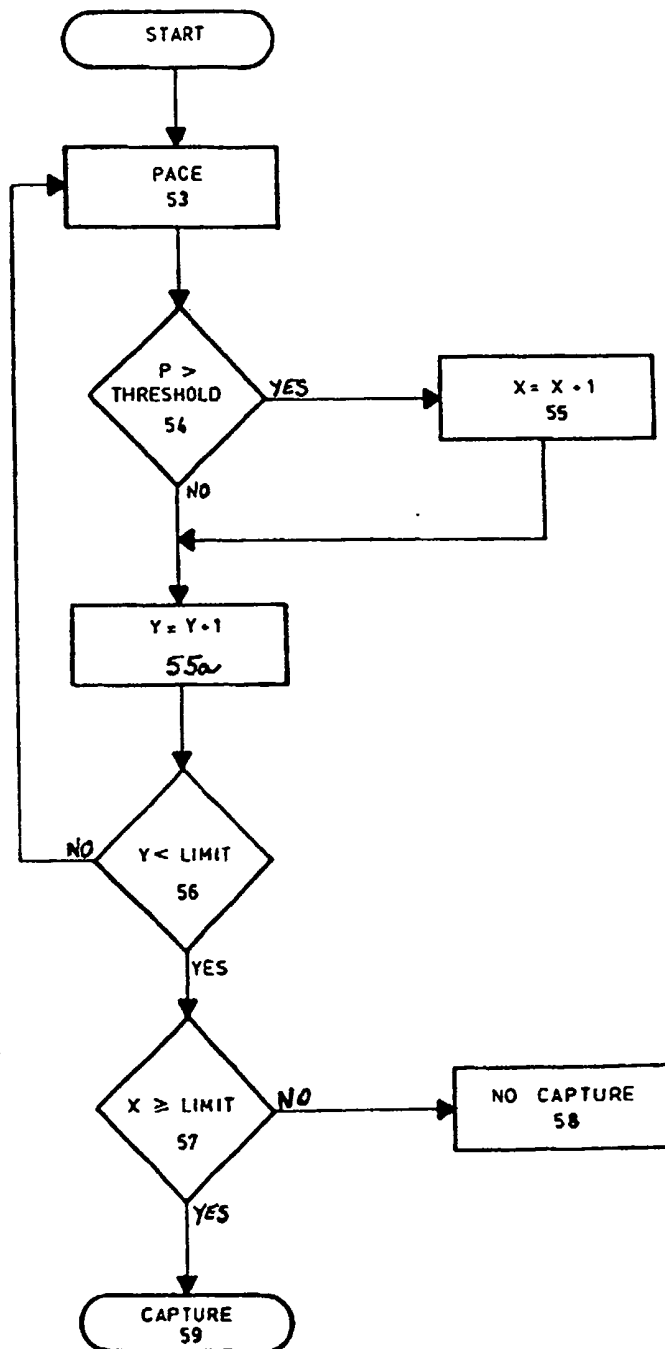 START
PACE
53
P >
THRESHOLD
54
YES
X = X + 1
55
NO
Y = Y + 1
55a
NO
Y < LIMIT
56
YES
X ≥ LIMIT
57
NO
NO CAPTURE
58
YES
CAPTURE
59